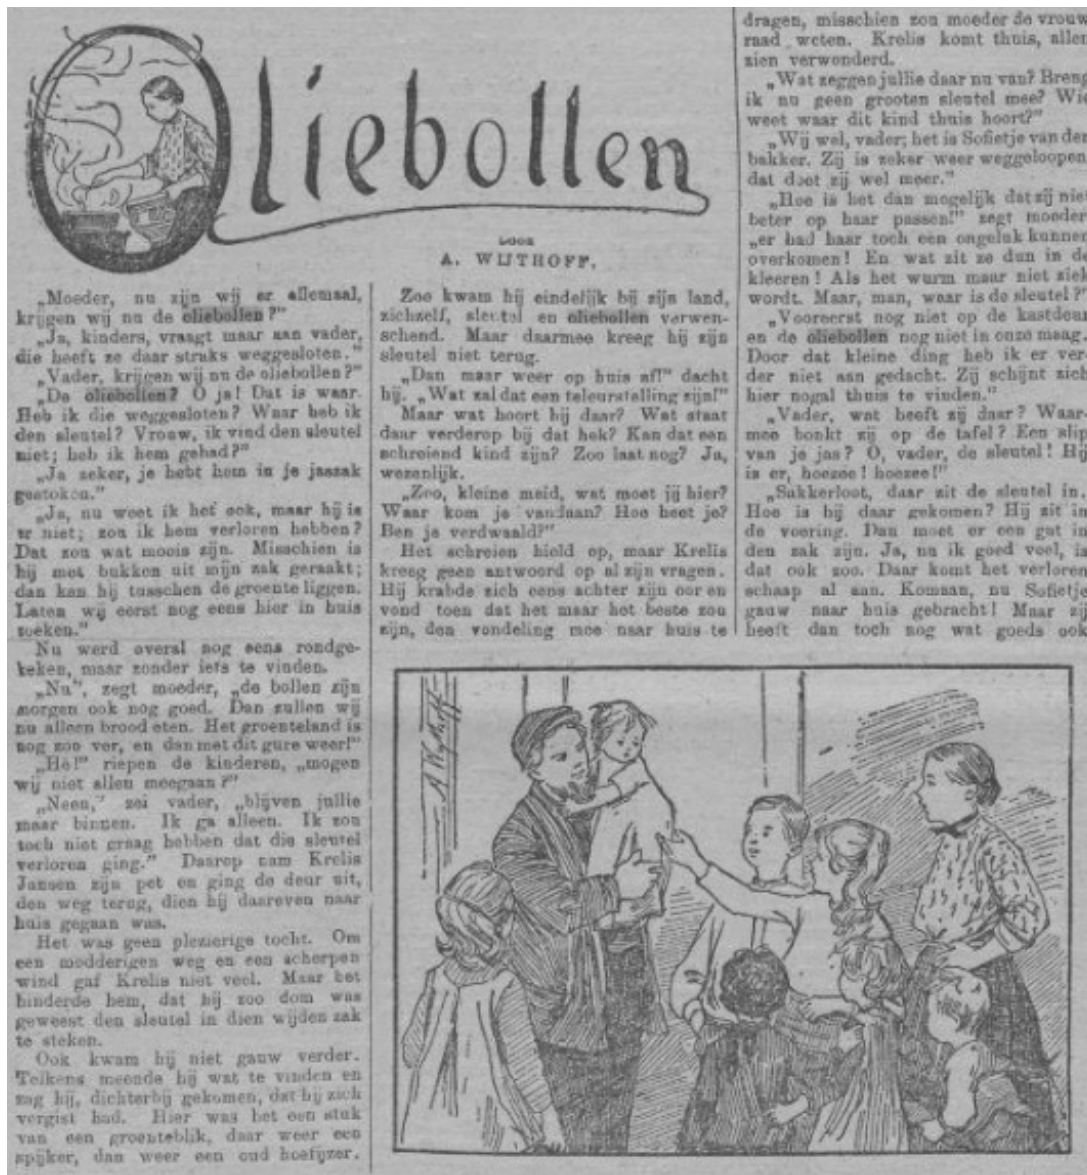 Oliebollen
DOOR
A. WIJTHOFF.
„Moeder, nu zijn wij er allemaal,
krijgen wij nu de oliebollen?”
„Ja, kinders, vraagt maar aan vader,
die heeft ze daar straks weggesloten.”
„Vader, krijgen wij nu de oliebollen?”
„De oliebollen? O ja! Dat is waar.
Heb ik die weggesloten? Waar heb ik
den sleutel? Vrouw, ik vind den sleutel
niet; heb ik hem gehad?”
„Ja zeker, je hebt hem in je jaszak
gestoken.”
„Ja, nu weet ik het ook, maar hij is
er niet; zou ik hem verloren hebben?
Dat zou wat moois zijn. Misschien is
hij met bukken uit mijn zak geraakt;
dan kan hij tusschen de groente liggen.
Laten wij eerst nog eens hier in huis
zoeken.”
Nu werd overal nog eens rondge-
keken, maar zonder iets te vinden.
„Nu”, zegt moeder, „de bollen zijn
morgen ook nog goed. Dan zullen wij
nu alleen brood eten. Het groenteland is
nog zoo ver, en dan met dit gure weer!”
„Hè!” riepen de kinderen, „mogen
wij niet allen meegaan?”
„Neen,” zei vader, „blijven jullie
maar binnen. Ik ga alleen. Ik zou
toch niet graag hebben dat die sleutel
verloren ging.” Daarop nam Krelis
Jansen zijn pet en ging de deur uit,
den weg terug, dien hij daareven naar
huis gegaan was.
Het was geen plezierige tocht. Om
een modderigen weg en een scherpen
wind gaf Krelis niet veel. Maar het
hinderde hem, dat hij zoo dom was
geweest den sleutel in dien wijden zak
te steken.
Ook kwam hij niet gauw verder.
Telkens meende hij wat te vinden en
zag hij, dichterbij gekomen, dat hij zich
vergist had. Hier was het een stuk
van een groenteblik, daar weer een
spijker, dan weer een oud hoefijzer.
Zoo kwam hij eindelijk bij zijn land,
zichzelf, sleutel en oliebollen verwen-
schend. Maar daarmee kreeg hij zijn
sleutel niet terug.
„Dan maar weer op huis af!” dacht
hij. „Wat zal dat een teleurstelling zijn!”
Maar wat hoort hij daar? Wat staat
daar verderop bij dat hek? Kan dat een
schreiend kind zijn? Zoo laat nog? Ja,
wezenlijk.
„Zoo, kleine meid, wat moet jij hier?
Waar kom je vandaan? Hoe heet je?
Ben je verdwaald?”
Het schreien hield op, maar Krelis
kreeg geen antwoord op al zijn vragen.
Hij krabde zich eens achter zijn oor en
vond toen dat het maar het beste zou
zijn, den vondeling mee naar huis te
dragen, misschien zou moeder de vrouw
raad weten. Krelis komt thuis, allen
zien verwonderd.
„Wat zeggen jullie daar nu van? Breng
ik nu geen grooten sleutel mee? Wie
weet waar dit kind thuis hoort?”
„Wij wel, vader; het is Sofietje van den
bakker. Zij is zeker weer weggeloopen,
dat doet zij wel meer.”
„Hoe is het dan mogelijk dat zij niet
beter op haar passen!” zegt moeder,
„er had haar toch een ongeluk kunnen
overkomen! En wat zit ze dun in de
kleeren! Als het wurm maar niet ziek
wordt. Maar, man, waar is de sleutel?”
„Vooreerst nog niet op de kastdeur
en de oliebollen nog niet in onze maag.
Door dat kleine ding heb ik er ver-
der niet aan gedacht. Zij schijnt zich
hier nogal thuis te vinden.”
„Vader, wat heeft zij daar? Waar-
mee bonkt zij op de tafel? Een slip
van je jas? O, vader, de sleutel! Hij
is er, hoezee! hoezee!”
„Sakkerloot, daar zit de sleutel in.
Hoe is hij daar gekomen? Hij zit in
de voering. Dan moet er een gat in
den zak zijn. Ja, nu ik goed voel, is
dat ook zoo. Daar komt het verloren
schaap al aan. Komaan, nu Sofietje
gauw naar huis gebracht! Maar zij
heeft dan toch nog wat goeds ook
A Wijthoff